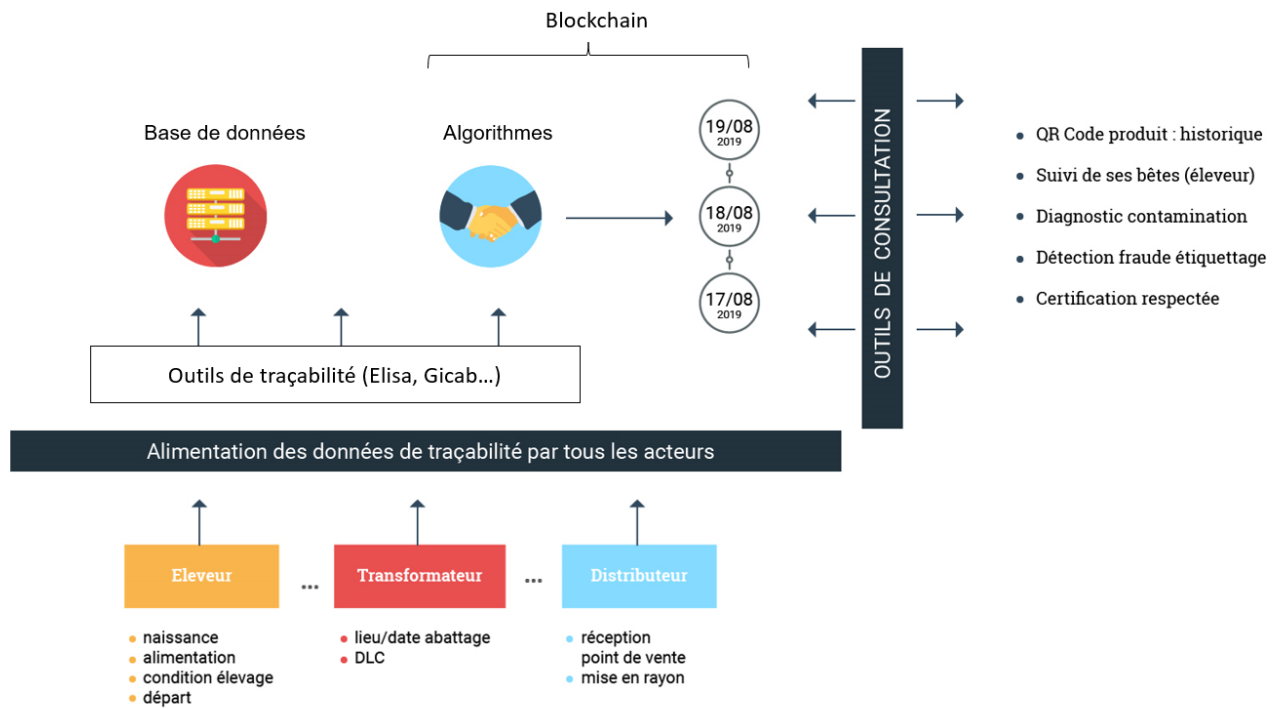 Blockchain
Base de données
Algorithmes
19/08
2019
18/08
2019
17/08
2019
OUTILS DE CONSULTATION
QR Code produit : historique
Suivi de ses bêtes (éleveur)
Diagnostic contamination
Détection fraude étiquettage
Certification respectée
Outils de traçabilité (Elisa, Gicab...)
Alimentation des données de traçabilité par tous les acteurs
Eleveur
...
Transformateur
...
Distributeur
naissance
alimentation
condition élevage
départ
lieu/date abattage
DLC
réception
point de vente
mise en rayon